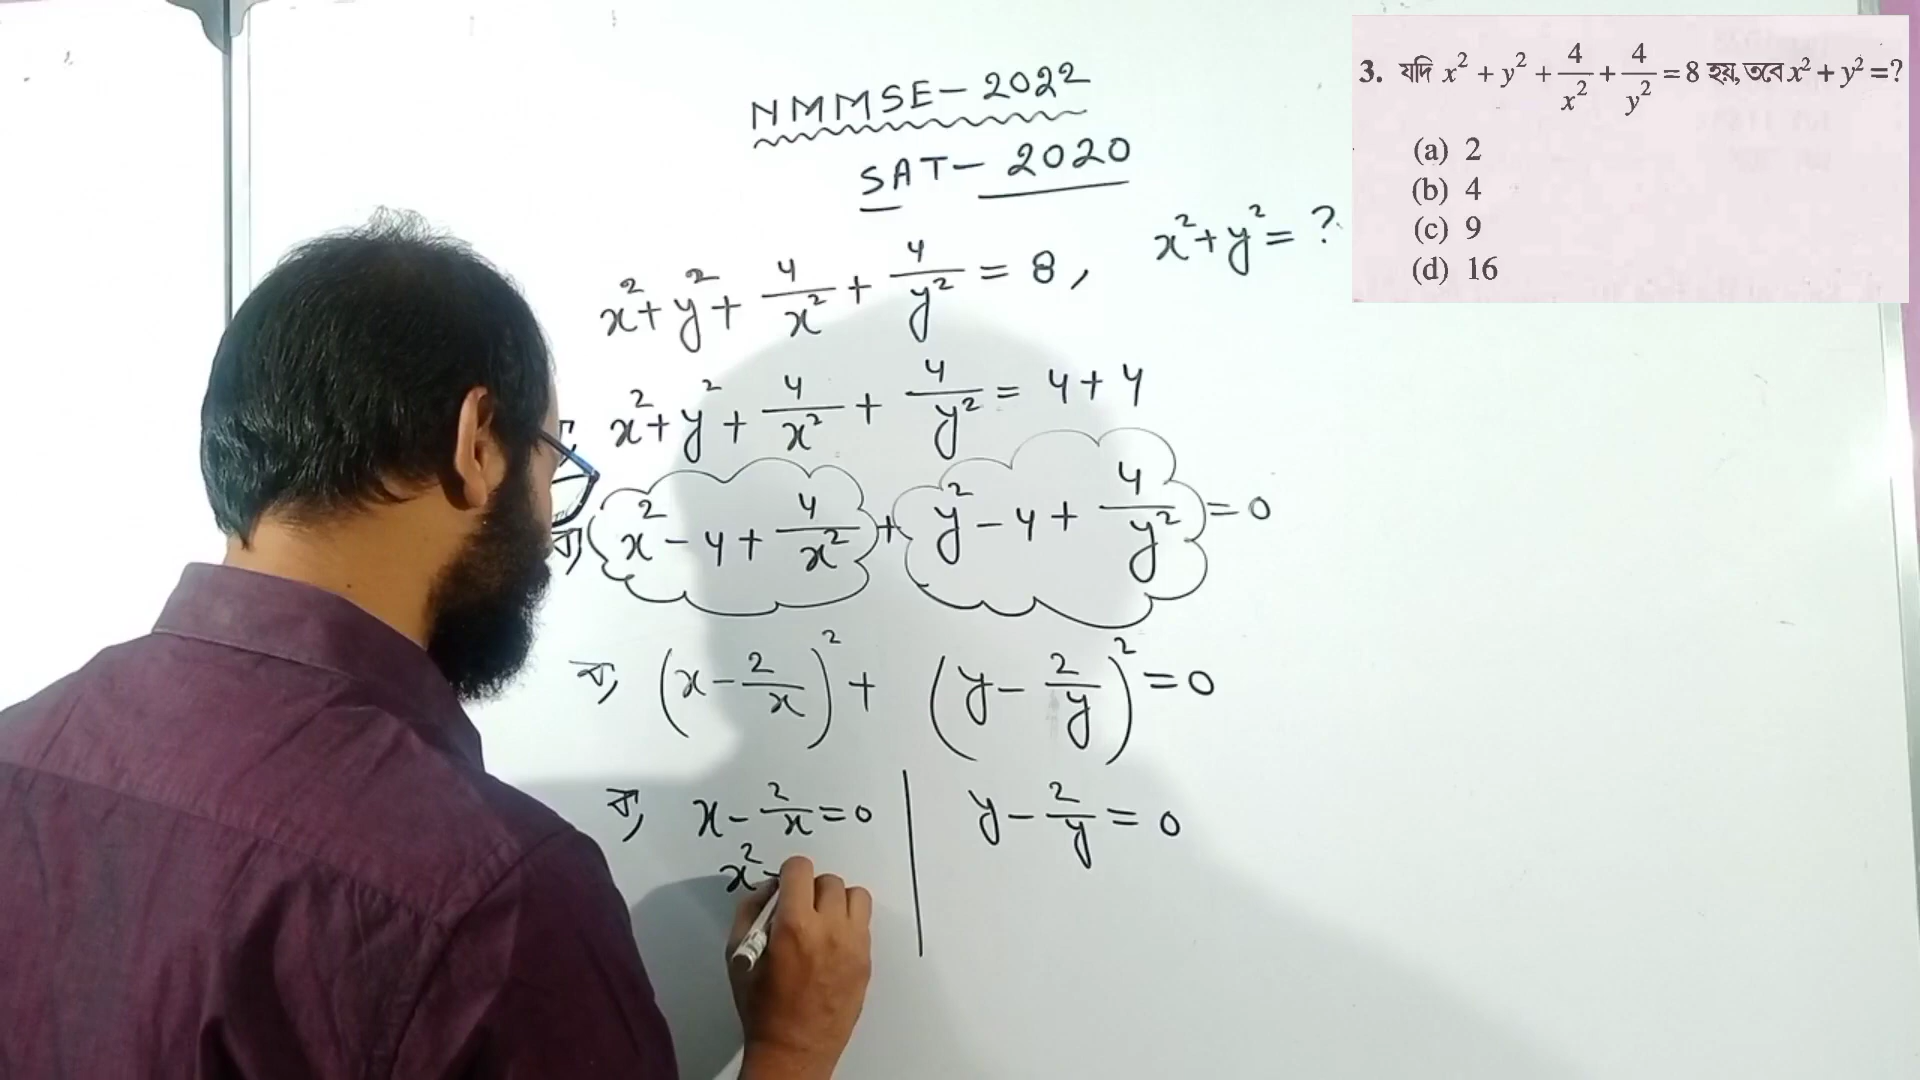 NMMSE-2022
SAT- 2020
x² + y² + 4/x² + 4/y² = 8, x² + y² = ?
x² + y² + 4/x² + 4/y² = 4 + 4
বা, x² - 4 + 4/x² + y² - 4 + 4/y² = 0
বা, (x - 2/x)² + (y - 2/y)² = 0
বা, x - 2/x = 0 | y - 2/y = 0
x²
3. যদি x² + y² + 4/x² + 4/y² = 8 হয়, তবে x² + y² = ?
(a) 2
(b) 4
(c) 9
(d) 16